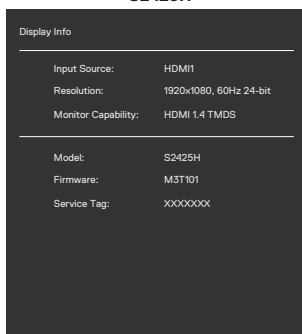 Display Info
Input Source: HDMI1
Resolution: 1920x1080, 60Hz 24-bit
Monitor Capability: HDMI 1.4 TMDS
Model: S2425H
Firmware: M3T101
Service Tag: XXXXXXX